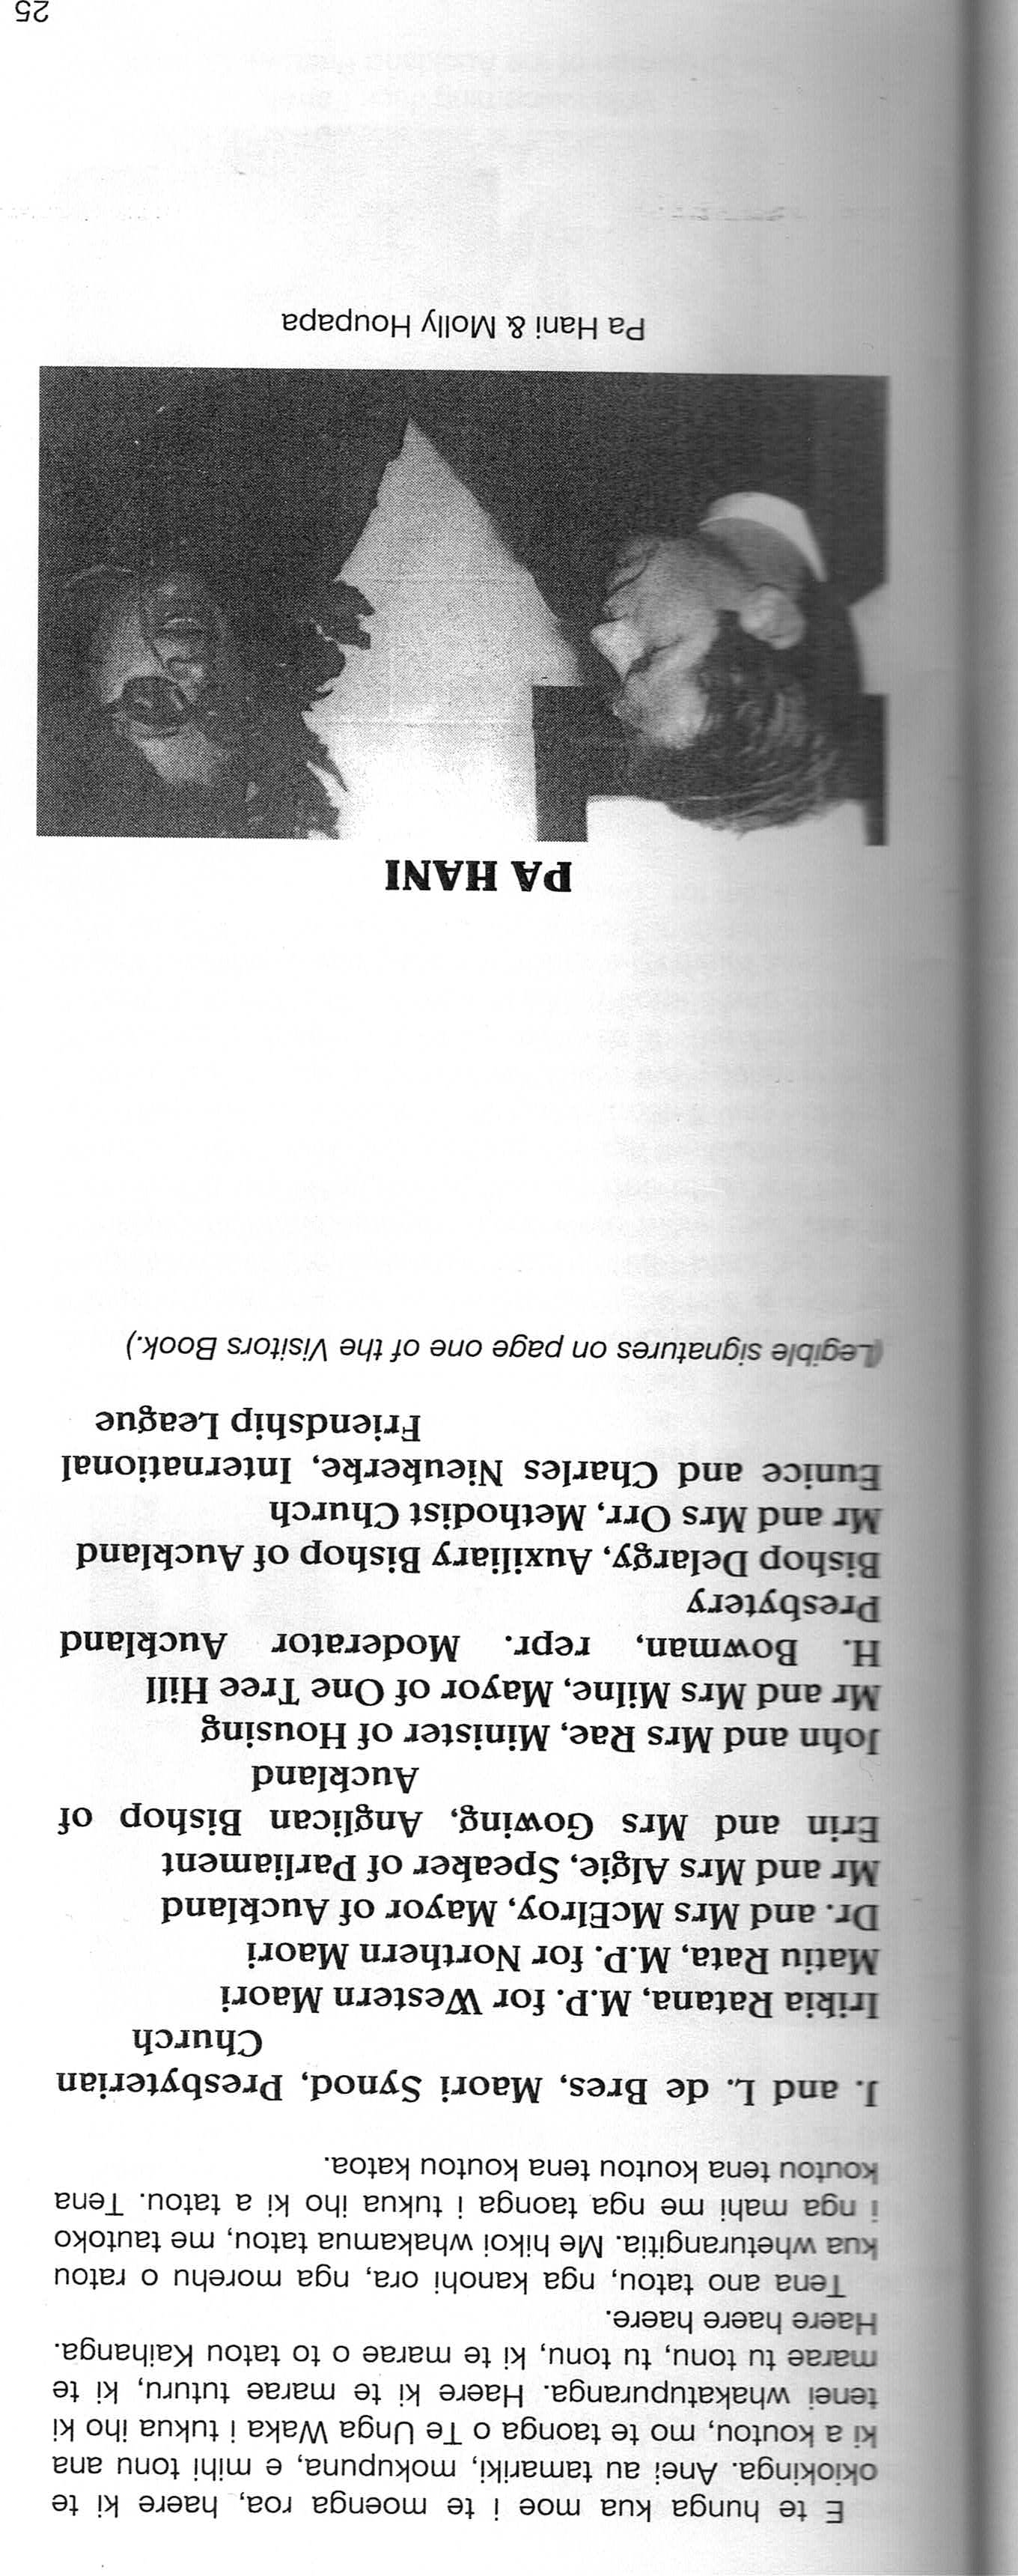 E te hunga kua moe i te moenga roa, haere ki te
okiokinga. Anei au tamariki, mokupuna, e mihi tonu ana
ki a koutou, mo te taonga o Te Unga Waka i tukua iho ki
tenei whakatupuranga. Haere ki te marae tuturu, ki te
marae tu tonu, tu tonu, ki te marae o to tatou Kaihanga.
Haere haere haere.
Tena ano tatou, nga kanohi ora, nga morehu o ratou
kua wheturangitia. Me hikoi whakamua tatou, me tautoko
i nga mahi me nga taonga i tukua iho ki a tatou. Tena
koutou tena koutou tena koutou katoa.
J. and L. de Bres, Maori Synod, Presbyterian
Church
Irikia Ratana, M.P. for Western Maori
Matiu Rata, M.P. for Northern Maori
Dr. and Mrs McElroy, Mayor of Auckland
Mr and Mrs Algie, Speaker of Parliament
Erin and Mrs Gowing, Anglican Bishop of
Auckland
John and Mrs Rae, Minister of Housing
Mr and Mrs Milne, Mayor of One Tree Hill
H. Bowman, repr. Moderator Auckland
Presbytery
Bishop Delargy, Auxiliary Bishop of Auckland
Mr and Mrs Orr, Methodist Church
Eunice and Charles Nieukerke, International
Friendship League
(Legible signatures on page one of the Visitors Book.)
PA HANI
Pa Hani & Molly Houpapa
25